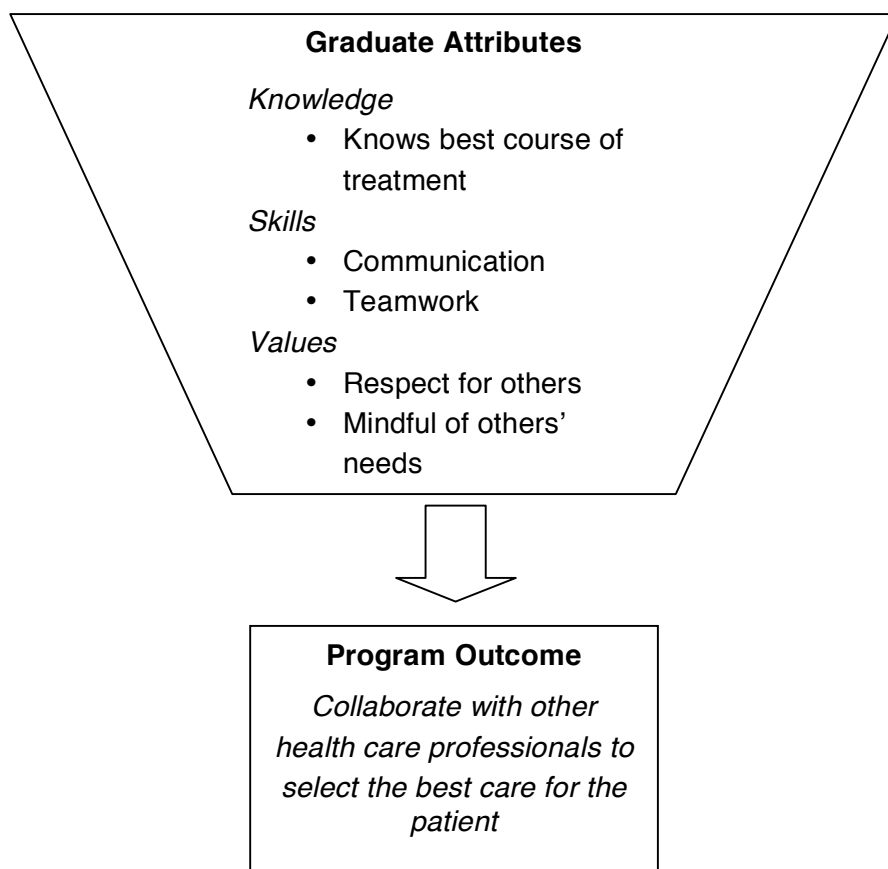 Graduate Attributes
Knowledge
• Knows best course of
treatment
Skills
• Communication
• Teamwork
Values
• Respect for others
• Mindful of others’
needs
Program Outcome
Collaborate with other
health care professionals to
select the best care for the
patient